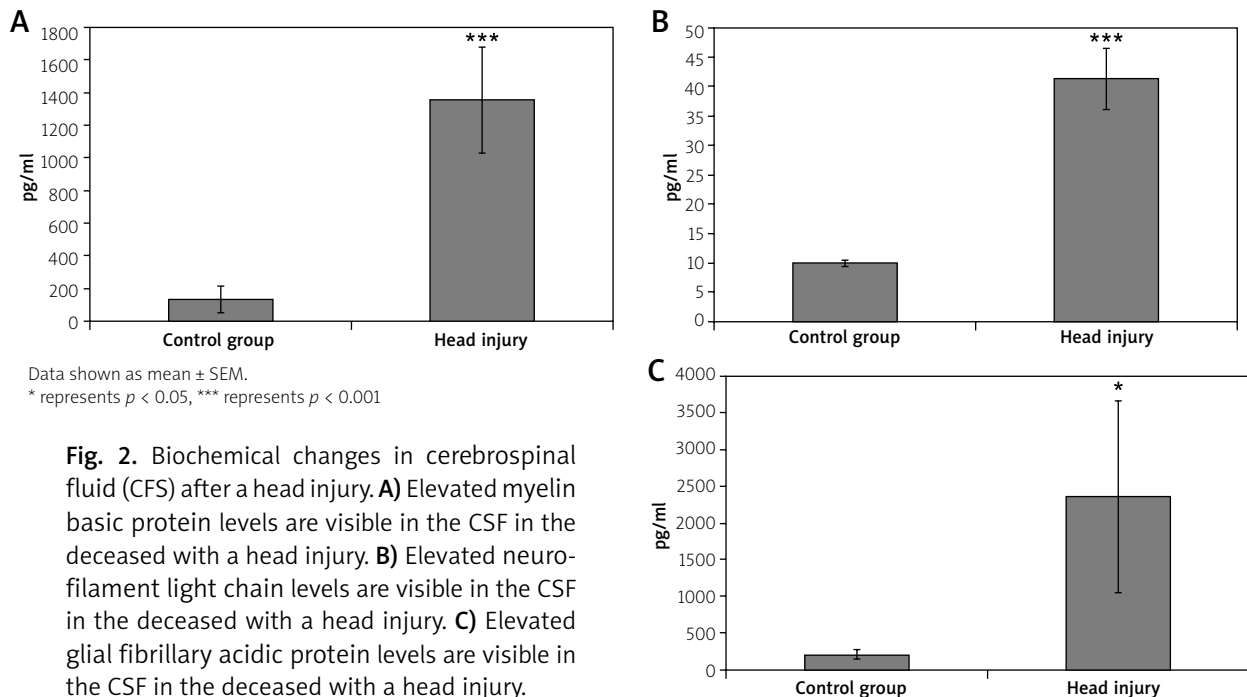 A
1800
1600
1400
1200
1000
800
600
400
200
0
pg/ml
***
Control group
Head injury
Data shown as mean ± SEM.
* represents p < 0.05, *** represents p < 0.001
B
50
45
40
35
30
25
20
15
10
5
0
pg/ml
***
Control group
Head injury
C
4000
3500
3000
2500
2000
1500
1000
500
0
pg/ml
*
Control group
Head injury
Fig. 2. Biochemical changes in cerebrospinal
fluid (CFS) after a head injury. A) Elevated myelin
basic protein levels are visible in the CSF in the
deceased with a head injury. B) Elevated neuro-
filament light chain levels are visible in the CSF
in the deceased with a head injury. C) Elevated
glial fibrillary acidic protein levels are visible in
the CSF in the deceased with a head injury.